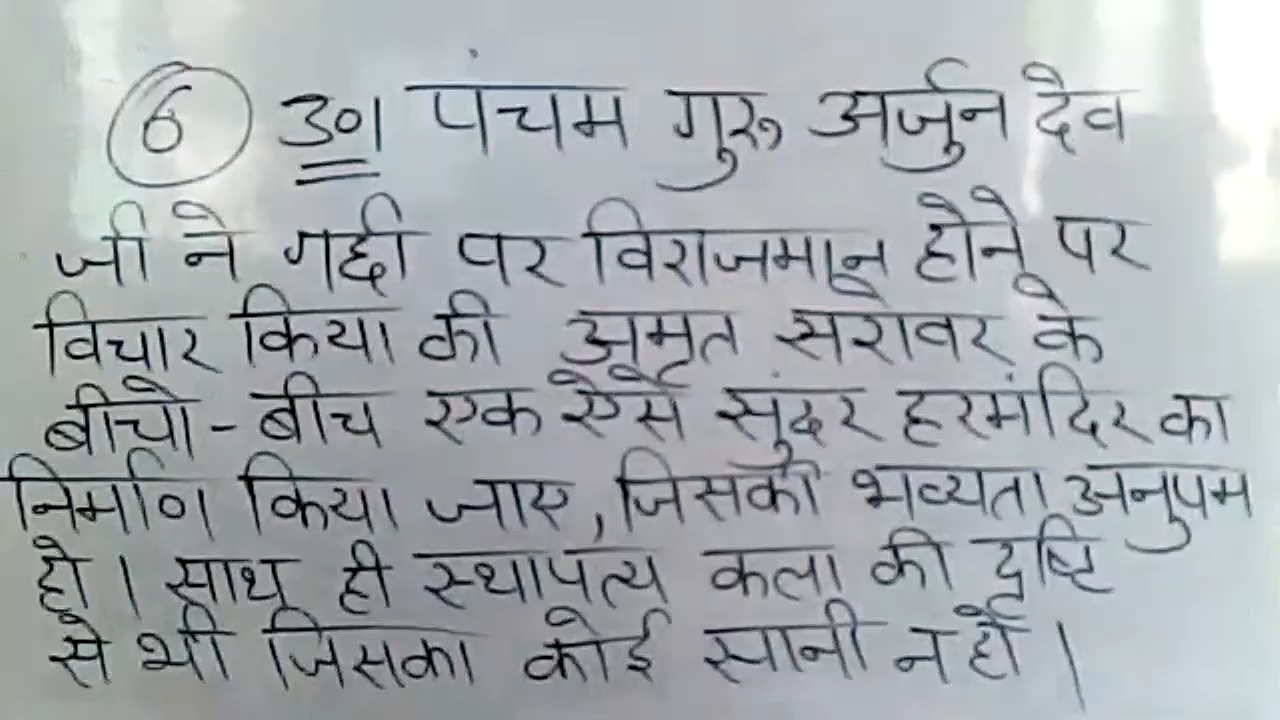 6 उ०। पंचम गुरू अर्जुन देव
जी ने गद्दी पर विराजमान होने पर
विचार किया की अमृत सरोवर के
बीचो-बीच एक ऐसे सुंदर हरमंदिर का
निर्माण किया जाए, जिसकी भव्यता अनुपम
हो। साथ ही स्थापत्य कला की दृष्टि
से भी जिसका कोई सानी न हो।